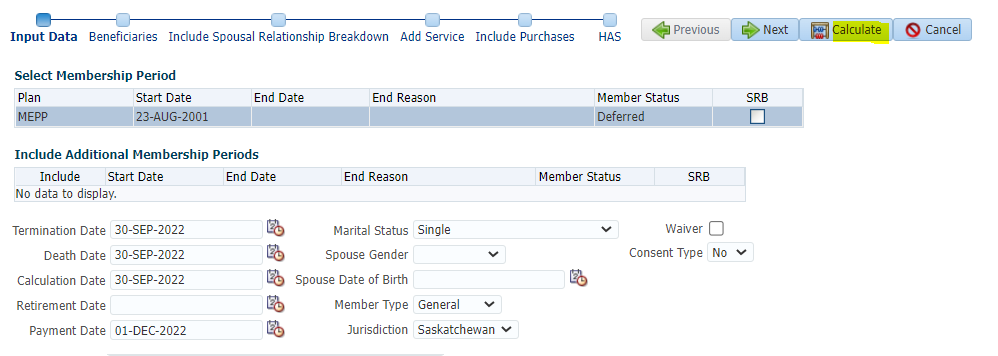 Input Data Beneficiaries Include Spousal Relationship Breakdown Add Service Include Purchases HAS Previous Next Calculate Cancel
Select Membership Period
Plan Start Date End Date End Reason Member Status SRB
MEPP 23-AUG-2001 Deferred
Include Additional Membership Periods
Include Start Date End Date End Reason Member Status SRB
No data to display.
Termination Date 30-SEP-2022 Marital Status Single Waiver
Death Date 30-SEP-2022 Spouse Gender Consent Type No
Calculation Date 30-SEP-2022 Spouse Date of Birth
Retirement Date Member Type General
Payment Date 01-DEC-2022 Jurisdiction Saskatchewan